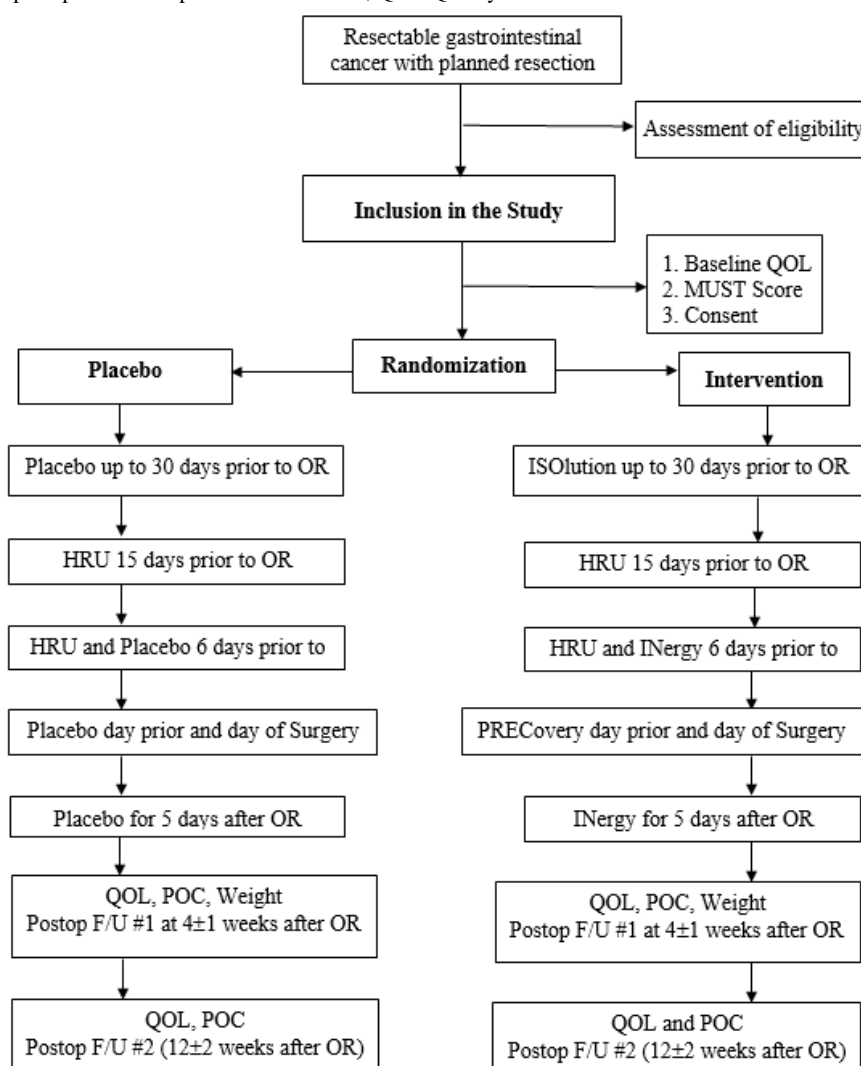 Resectable gastrointestinal
cancer with planned resection
Assessment of eligibility
Inclusion in the Study
1. Baseline QOL
2. MUST Score
3. Consent
Placebo
Randomization
Intervention
Placebo up to 30 days prior to OR
ISOlution up to 30 days prior to OR
HRU 15 days prior to OR
HRU 15 days prior to OR
HRU and Placebo 6 days prior to
HRU and INergy 6 days prior to
Placebo day prior and day of Surgery
PRECovery day prior and day of Surgery
Placebo for 5 days after OR
INergy for 5 days after OR
QOL, POC, Weight
Postop F/U #1 at 4±1 weeks after OR
QOL, POC, Weight
Postop F/U #1 at 4±1 weeks after OR
QOL, POC
Postop F/U #2 (12±2 weeks after OR)
QOL and POC
Postop F/U #2 (12±2 weeks after OR)